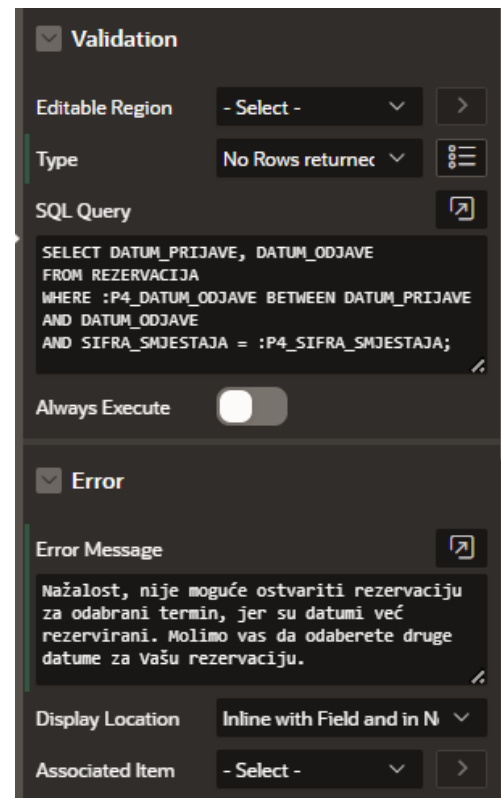 Validation
Editable Region - Select -
Type No Rows returned
SQL Query
SELECT DATUM_PRIJAVE, DATUM_ODJAVE
FROM REZERVACIJA
WHERE :P4_DATUM_ODJAVE BETWEEN DATUM_PRIJAVE
AND DATUM_ODJAVE
AND SIFRA_SMJESTAJA = :P4_SIFRA_SMJESTAJA;
Always Execute
Error
Error Message
Nažalost, nije moguće ostvariti rezervaciju
za odabrani termin, jer su datumi već
rezervirani. Molimo vas da odaberete druge
datume za Vašu rezervaciju.
Display Location Inline with Field and in N
Associated Item - Select -